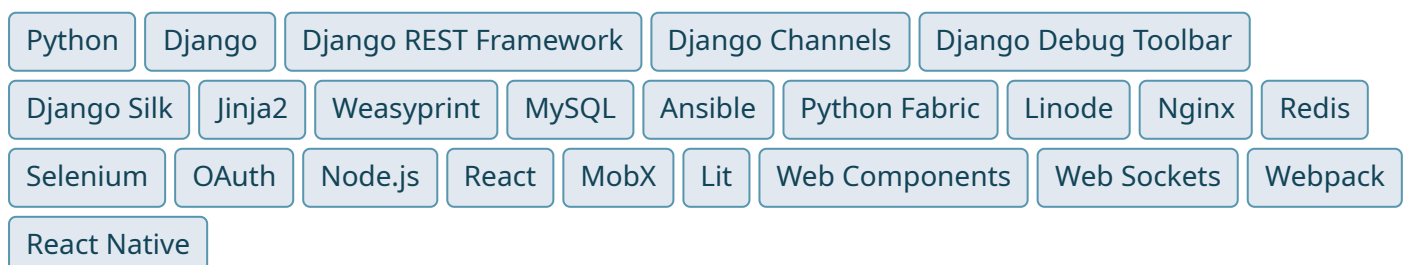 Python Django Django REST Framework Django Channels Django Debug Toolbar
Django Silk Jinja2 Weasyprint MySQL Ansible Python Fabric Linode Nginx Redis
Selenium OAuth Node.js React MobX Lit Web Components Web Sockets Webpack
React Native